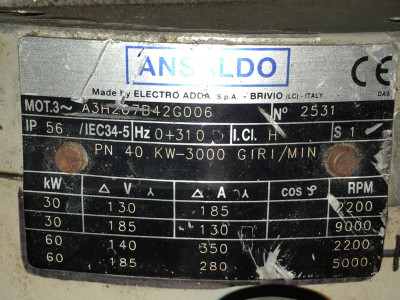 ANSALDO
CE
Made by ELECTRO ADDA S.p.A. - BRIVIO (LC) - ITALY
DAB
MOT.3~ A3H267B42G006 Nº 2531
IP 56 /IEC34-5 Hz 0+310 I.Cl. H S 1
PN 40 KW-3000 GIRI/MIN
kW Δ V ⅄ Δ A ⅄ cos φ RPM
30 130 185 2200
30 185 130 9000
60 140 350 2200
60 185 280 5000